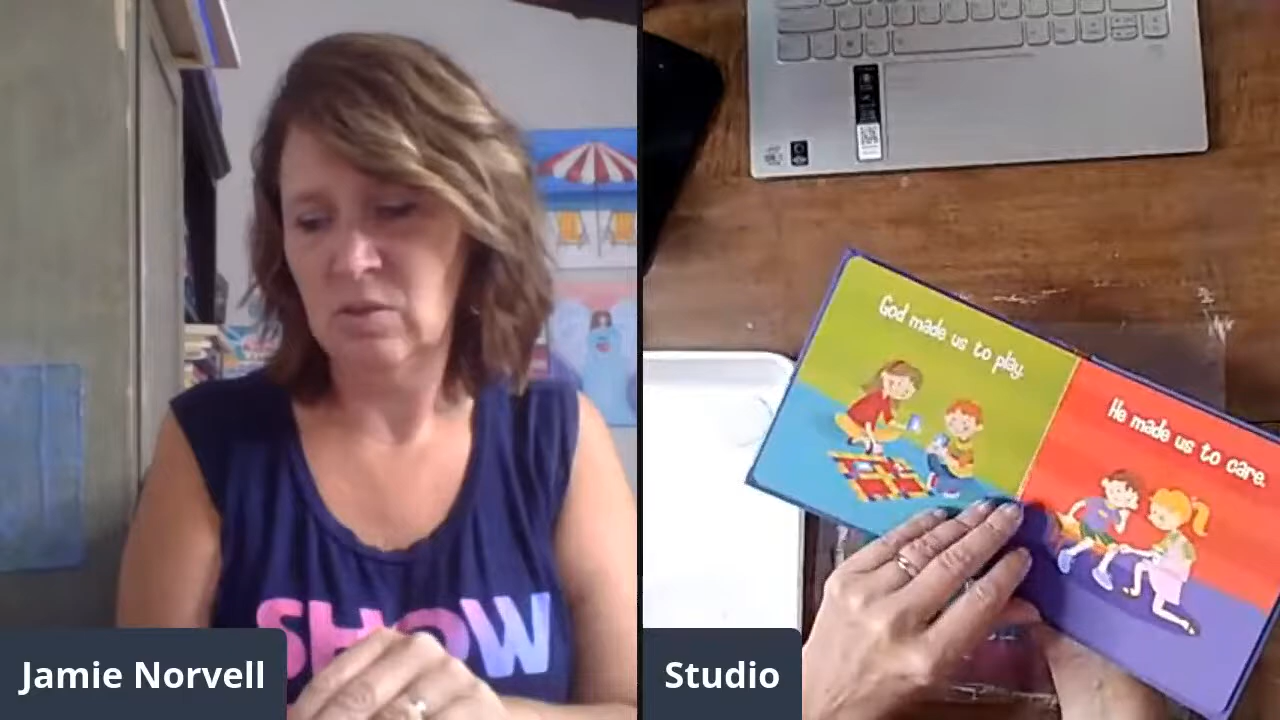 God made us to play.
He made us to care.
SHOW
Jamie Norvell
Studio